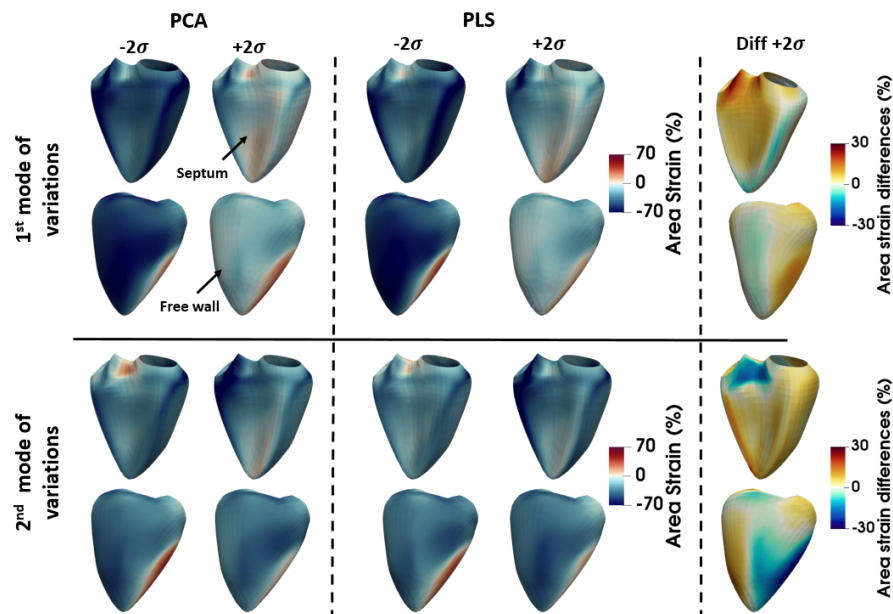 PCA
PLS
-2σ
+2σ
-2σ
+2σ
Diff +2σ
1st mode of
variations
Septum
Free wall
70
0
-70
Area Strain (%)
30
0
-30
Area strain differences (%)
2nd mode of
variations
70
0
-70
Area Strain (%)
30
0
-30
Area strain differences (%)